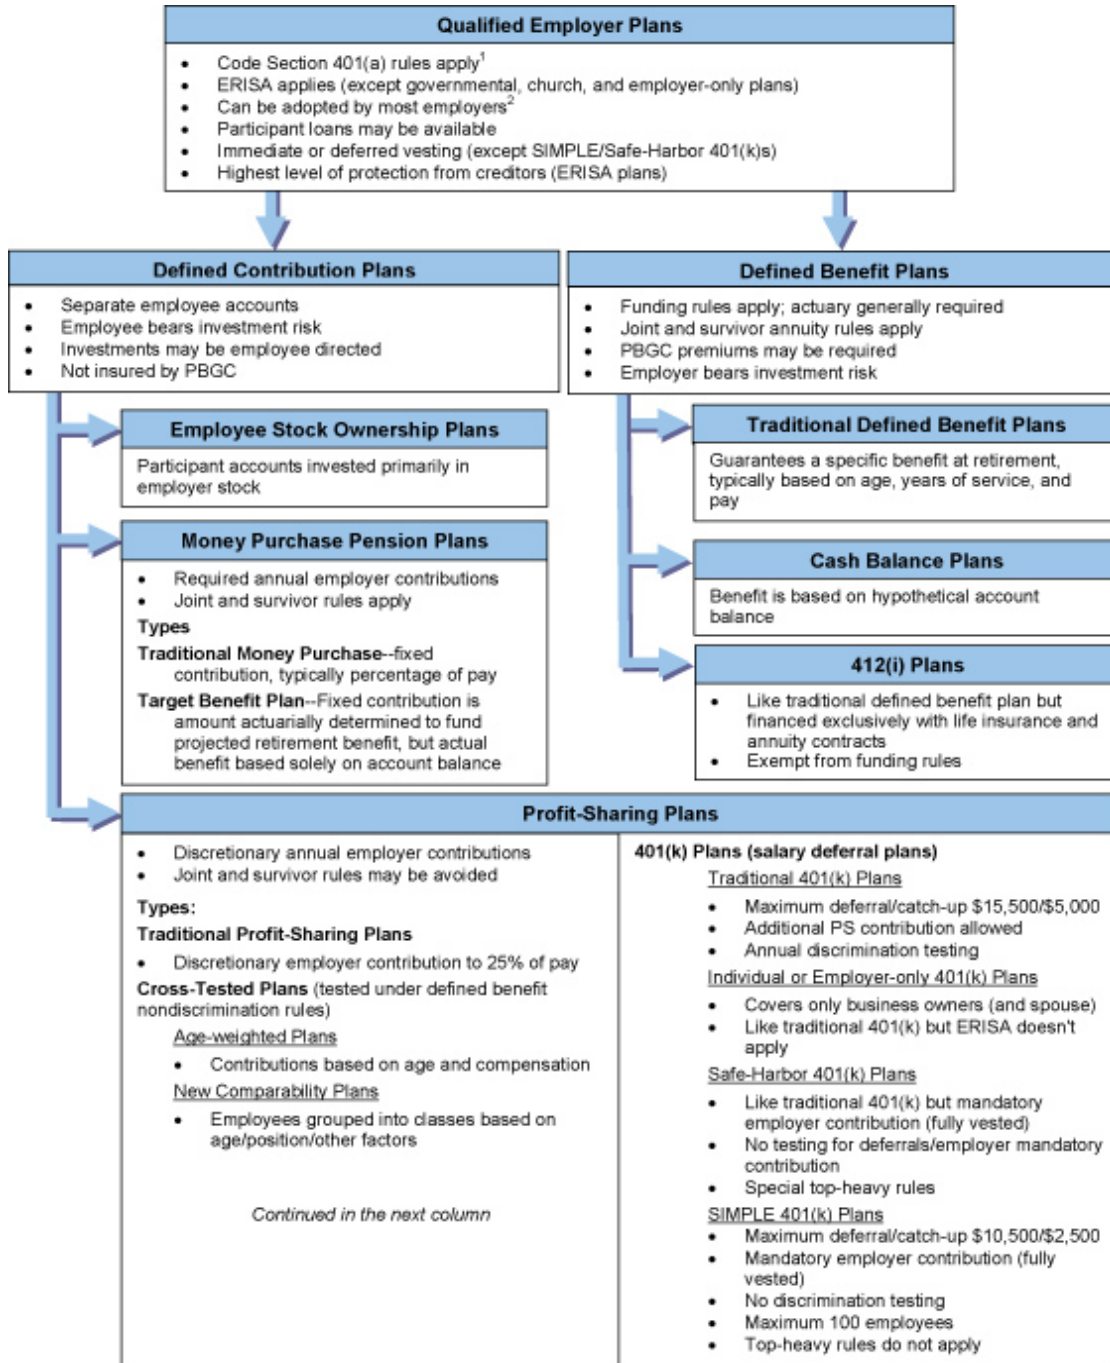 Qualified Employer Plans
• Code Section 401(a) rules apply1
• ERISA applies (except governmental, church, and employer-only plans)
• Can be adopted by most employers2
• Participant loans may be available
• Immediate or deferred vesting (except SIMPLE/Safe-Harbor 401(k)s)
• Highest level of protection from creditors (ERISA plans)
Defined Contribution Plans
• Separate employee accounts
• Employee bears investment risk
• Investments may be employee directed
• Not insured by PBGC
Defined Benefit Plans
• Funding rules apply; actuary generally required
• Joint and survivor annuity rules apply
• PBGC premiums may be required
• Employer bears investment risk
Employee Stock Ownership Plans
Participant accounts invested primarily in
employer stock
Money Purchase Pension Plans
• Required annual employer contributions
• Joint and survivor rules apply
Types
Traditional Money Purchase--fixed
contribution, typically percentage of pay
Target Benefit Plan--Fixed contribution is
amount actuarially determined to fund
projected retirement benefit, but actual
benefit based solely on account balance
Traditional Defined Benefit Plans
Guarantees a specific benefit at retirement,
typically based on age, years of service, and
pay
Cash Balance Plans
Benefit is based on hypothetical account
balance
412(i) Plans
• Like traditional defined benefit plan but
financed exclusively with life insurance and
annuity contracts
• Exempt from funding rules
Profit-Sharing Plans
• Discretionary annual employer contributions
• Joint and survivor rules may be avoided
Types:
Traditional Profit-Sharing Plans
• Discretionary employer contribution to 25% of pay
Cross-Tested Plans (tested under defined benefit
nondiscrimination rules)
Age-weighted Plans
• Contributions based on age and compensation
New Comparability Plans
• Employees grouped into classes based on
age/position/other factors
Continued in the next column
401(k) Plans (salary deferral plans)
Traditional 401(k) Plans
• Maximum deferral/catch-up $15,500/$5,000
• Additional PS contribution allowed
• Annual discrimination testing
Individual or Employer-only 401(k) Plans
• Covers only business owners (and spouse)
• Like traditional 401(k) but ERISA doesn't
apply
Safe-Harbor 401(k) Plans
• Like traditional 401(k) but mandatory
employer contribution (fully vested)
• No testing for deferrals/employer mandatory
contribution
• Special top-heavy rules
SIMPLE 401(k) Plans
• Maximum deferral/catch-up $10,500/$2,500
• Mandatory employer contribution (fully
vested)
• No discrimination testing
• Maximum 100 employees
• Top-heavy rules do not apply